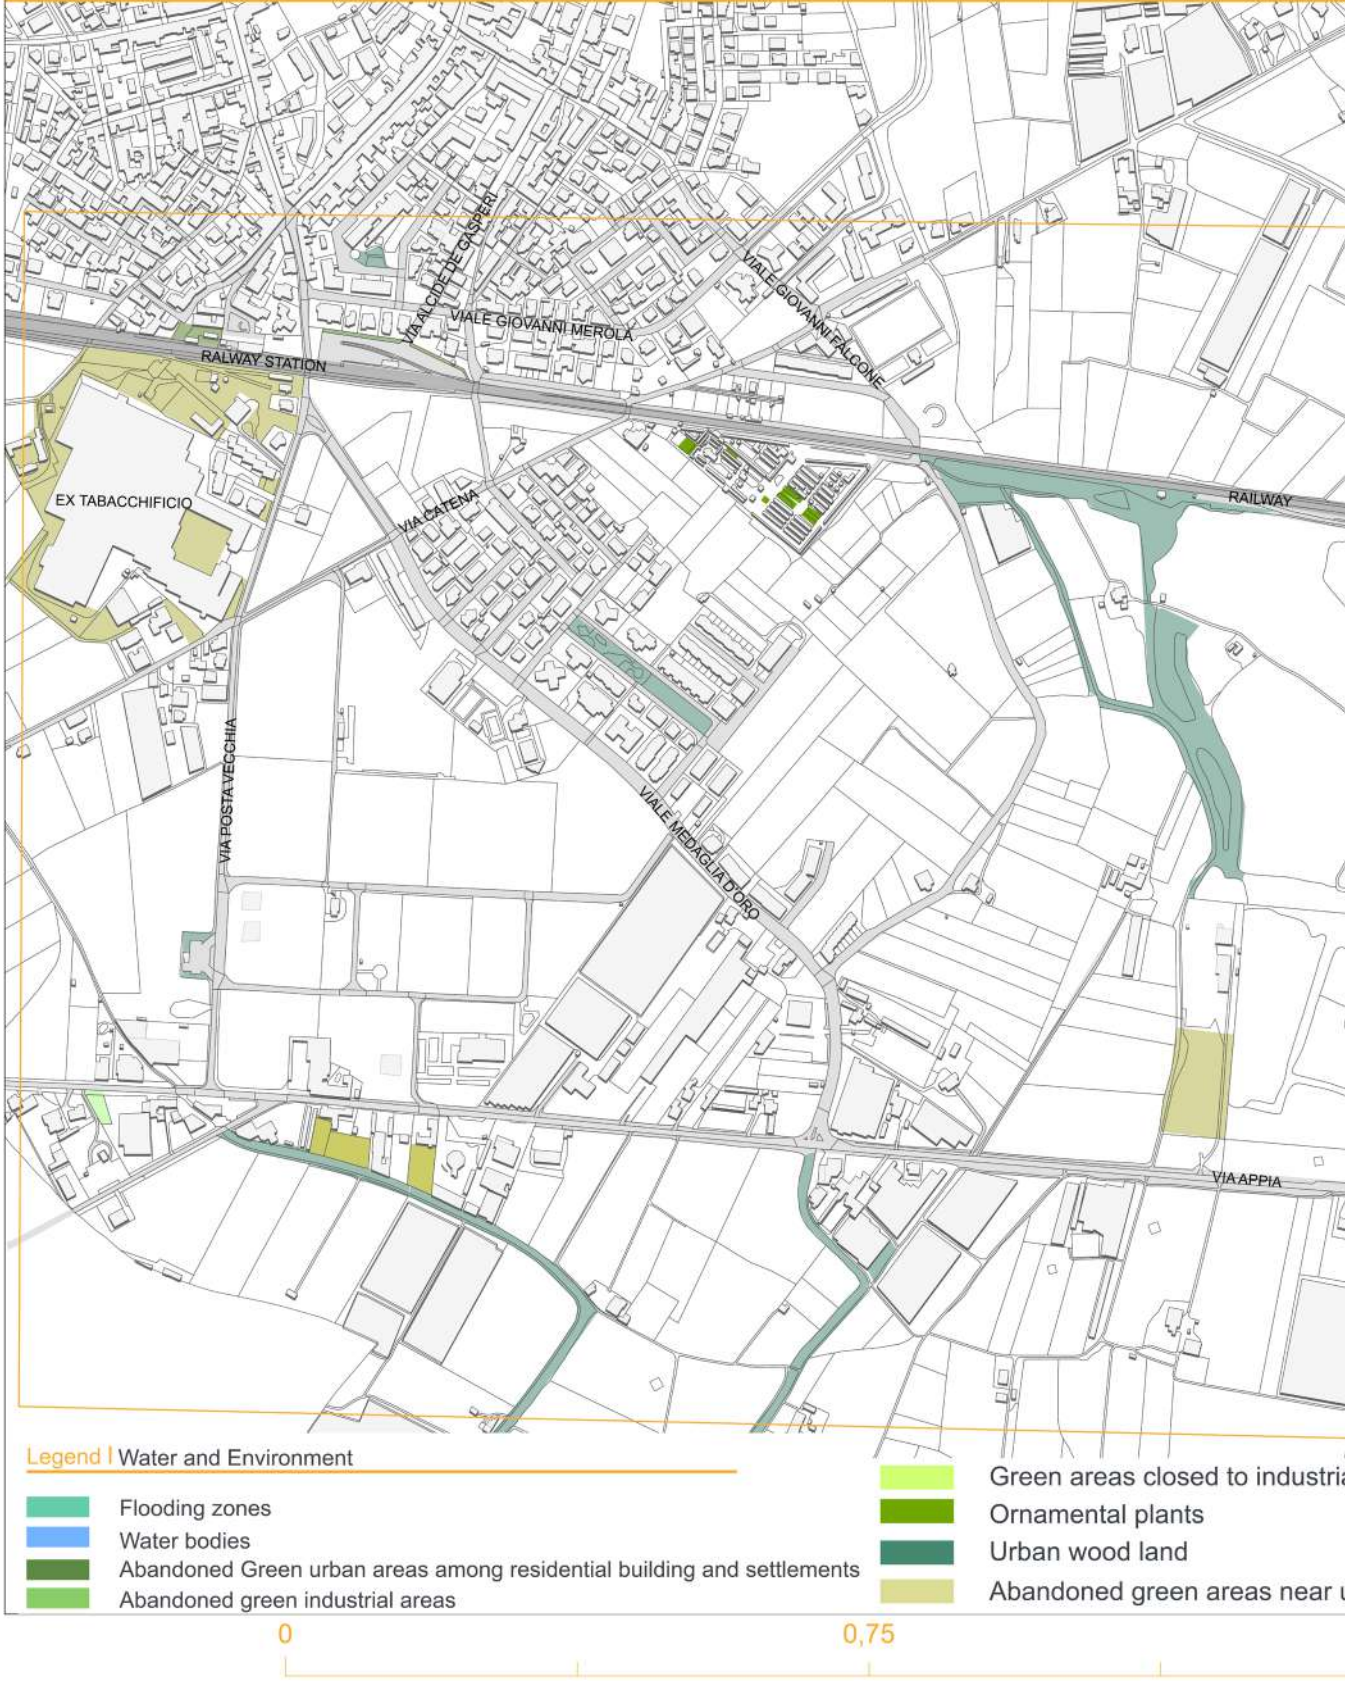 VIA ALCIDE DE GASPERI
VIALE GIOVANNI FALCONE
VIALE GIOVANNI MEROLA
RALWAY STATION
EX TABACCHIFICIO
VIA CATENA
RAILWAY
VIA POSTA VECCHIA
VIALE MEDAGLIA D'ORO
VIA APPIA
Legend | Water and Environment
Flooding zones
Water bodies
Abandoned Green urban areas among residential building and settlements
Abandoned green industrial areas
Green areas closed to industria
Ornamental plants
Urban wood land
Abandoned green areas near u
0
0,75